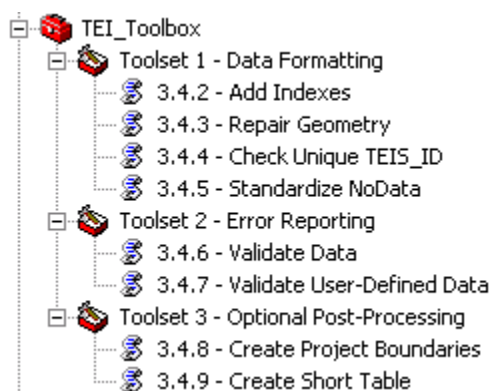 TEI_Toolbox
Toolset 1 - Data Formatting
3.4.2 - Add Indexes
3.4.3 - Repair Geometry
3.4.4 - Check Unique TEIS_ID
3.4.5 - Standardize NoData
Toolset 2 - Error Reporting
3.4.6 - Validate Data
3.4.7 - Validate User-Defined Data
Toolset 3 - Optional Post-Processing
3.4.8 - Create Project Boundaries
3.4.9 - Create Short Table